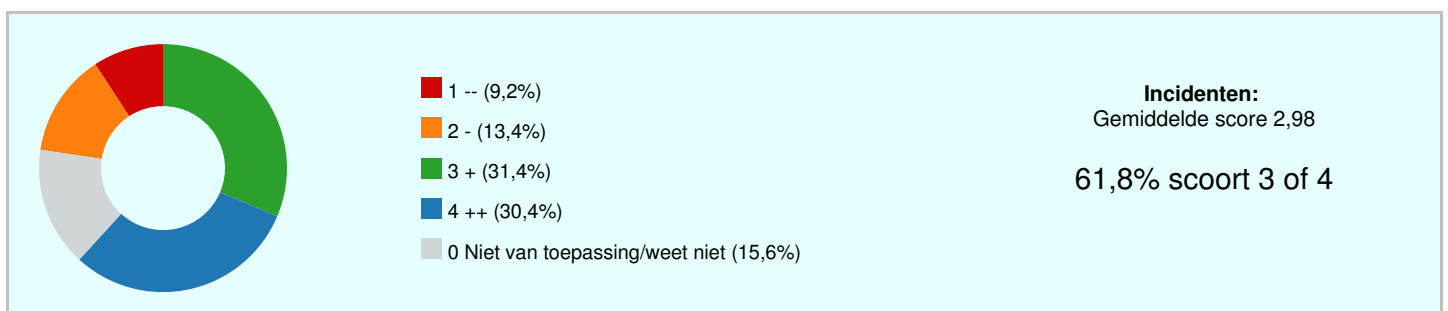 1 -- (9,2%)
2 - (13,4%)
3 + (31,4%)
4 ++ (30,4%)
0 Niet van toepassing/weet niet (15,6%)
Incidenten:
Gemiddelde score 2,98
61,8% scoort 3 of 4